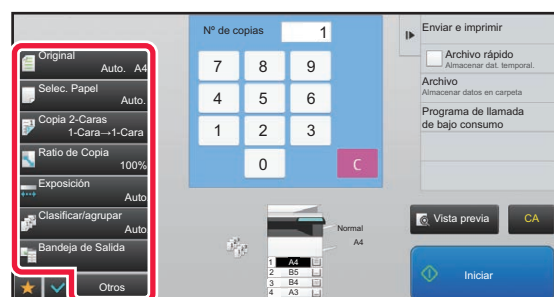 Original
Auto. A4
Selec. Papel
Auto.
Copia 2-Caras
1-Cara→1-Cara
Ratio de Copia
100%
Exposición
Auto
Clasificar/agrupar
Auto
Bandeja de Salida
Otros
Nº de copias
1
7 8 9
4 5 6
1 2 3
0 C
Normal
A4
1 A4
2 B5
3 B4
4 A3
Enviar e imprimir
Archivo rápido
Almacenar dat. temporal.
Archivo
Almacenar datos en carpeta
Programa de llamada
de bajo consumo
Vista previa CA
Iniciar